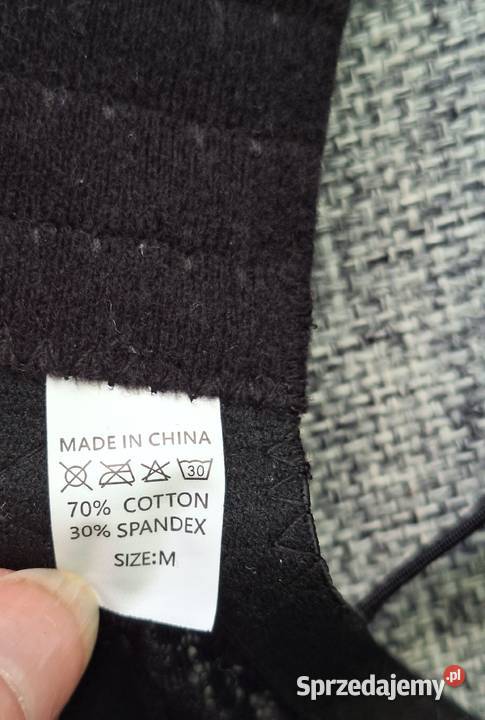 MADE IN CHINA
30
70% COTTON
30% SPANDEX
SIZE:M
Sprzedajemy.pl